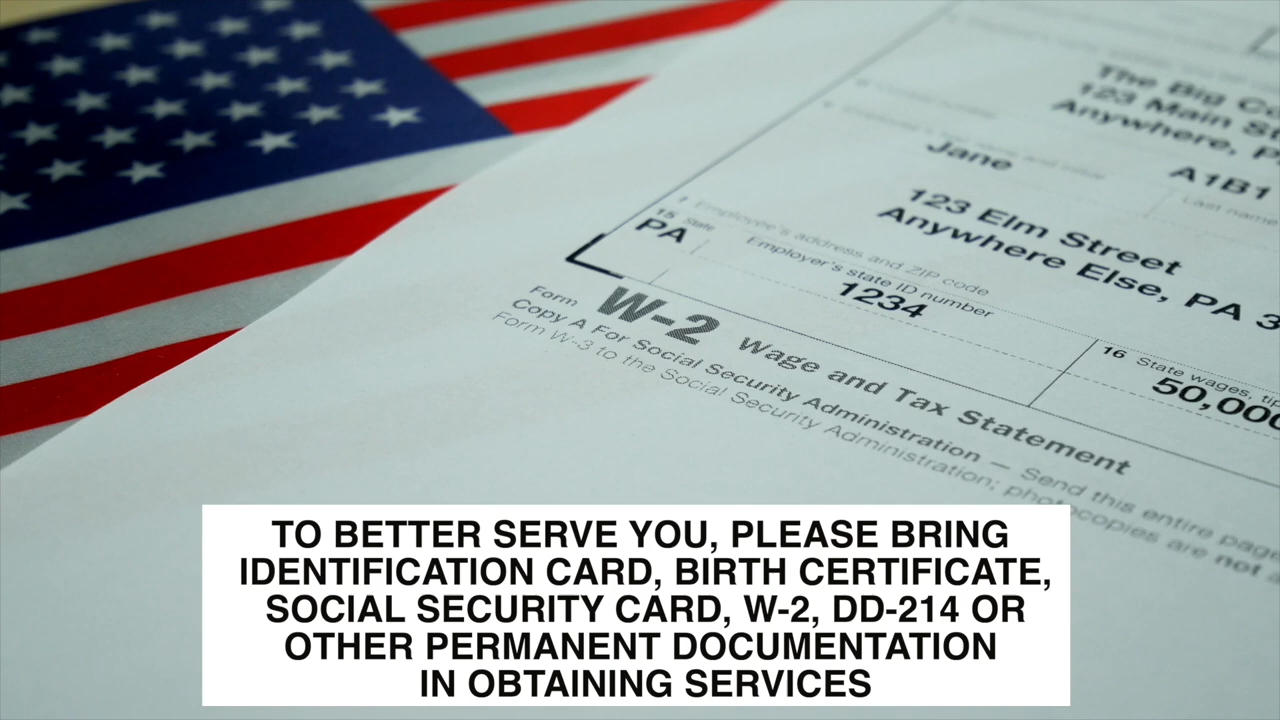 The Big Co
123 Main St
Anywhere, P
Jane
A1B1
Last name
123 Elm Street
Anywhere Else, PA 3
Employee's address and ZIP code
15 State
Employer's state ID number
PA
1234
16 State wages, tip
50,000
Form W-2 Wage and Tax Statement
Copy A For Social Security Administration — Send this entire page
Form W-3 to the Social Security Administration; photocopies are not a
TO BETTER SERVE YOU, PLEASE BRING
IDENTIFICATION CARD, BIRTH CERTIFICATE,
SOCIAL SECURITY CARD, W-2, DD-214 OR
OTHER PERMANENT DOCUMENTATION
IN OBTAINING SERVICES